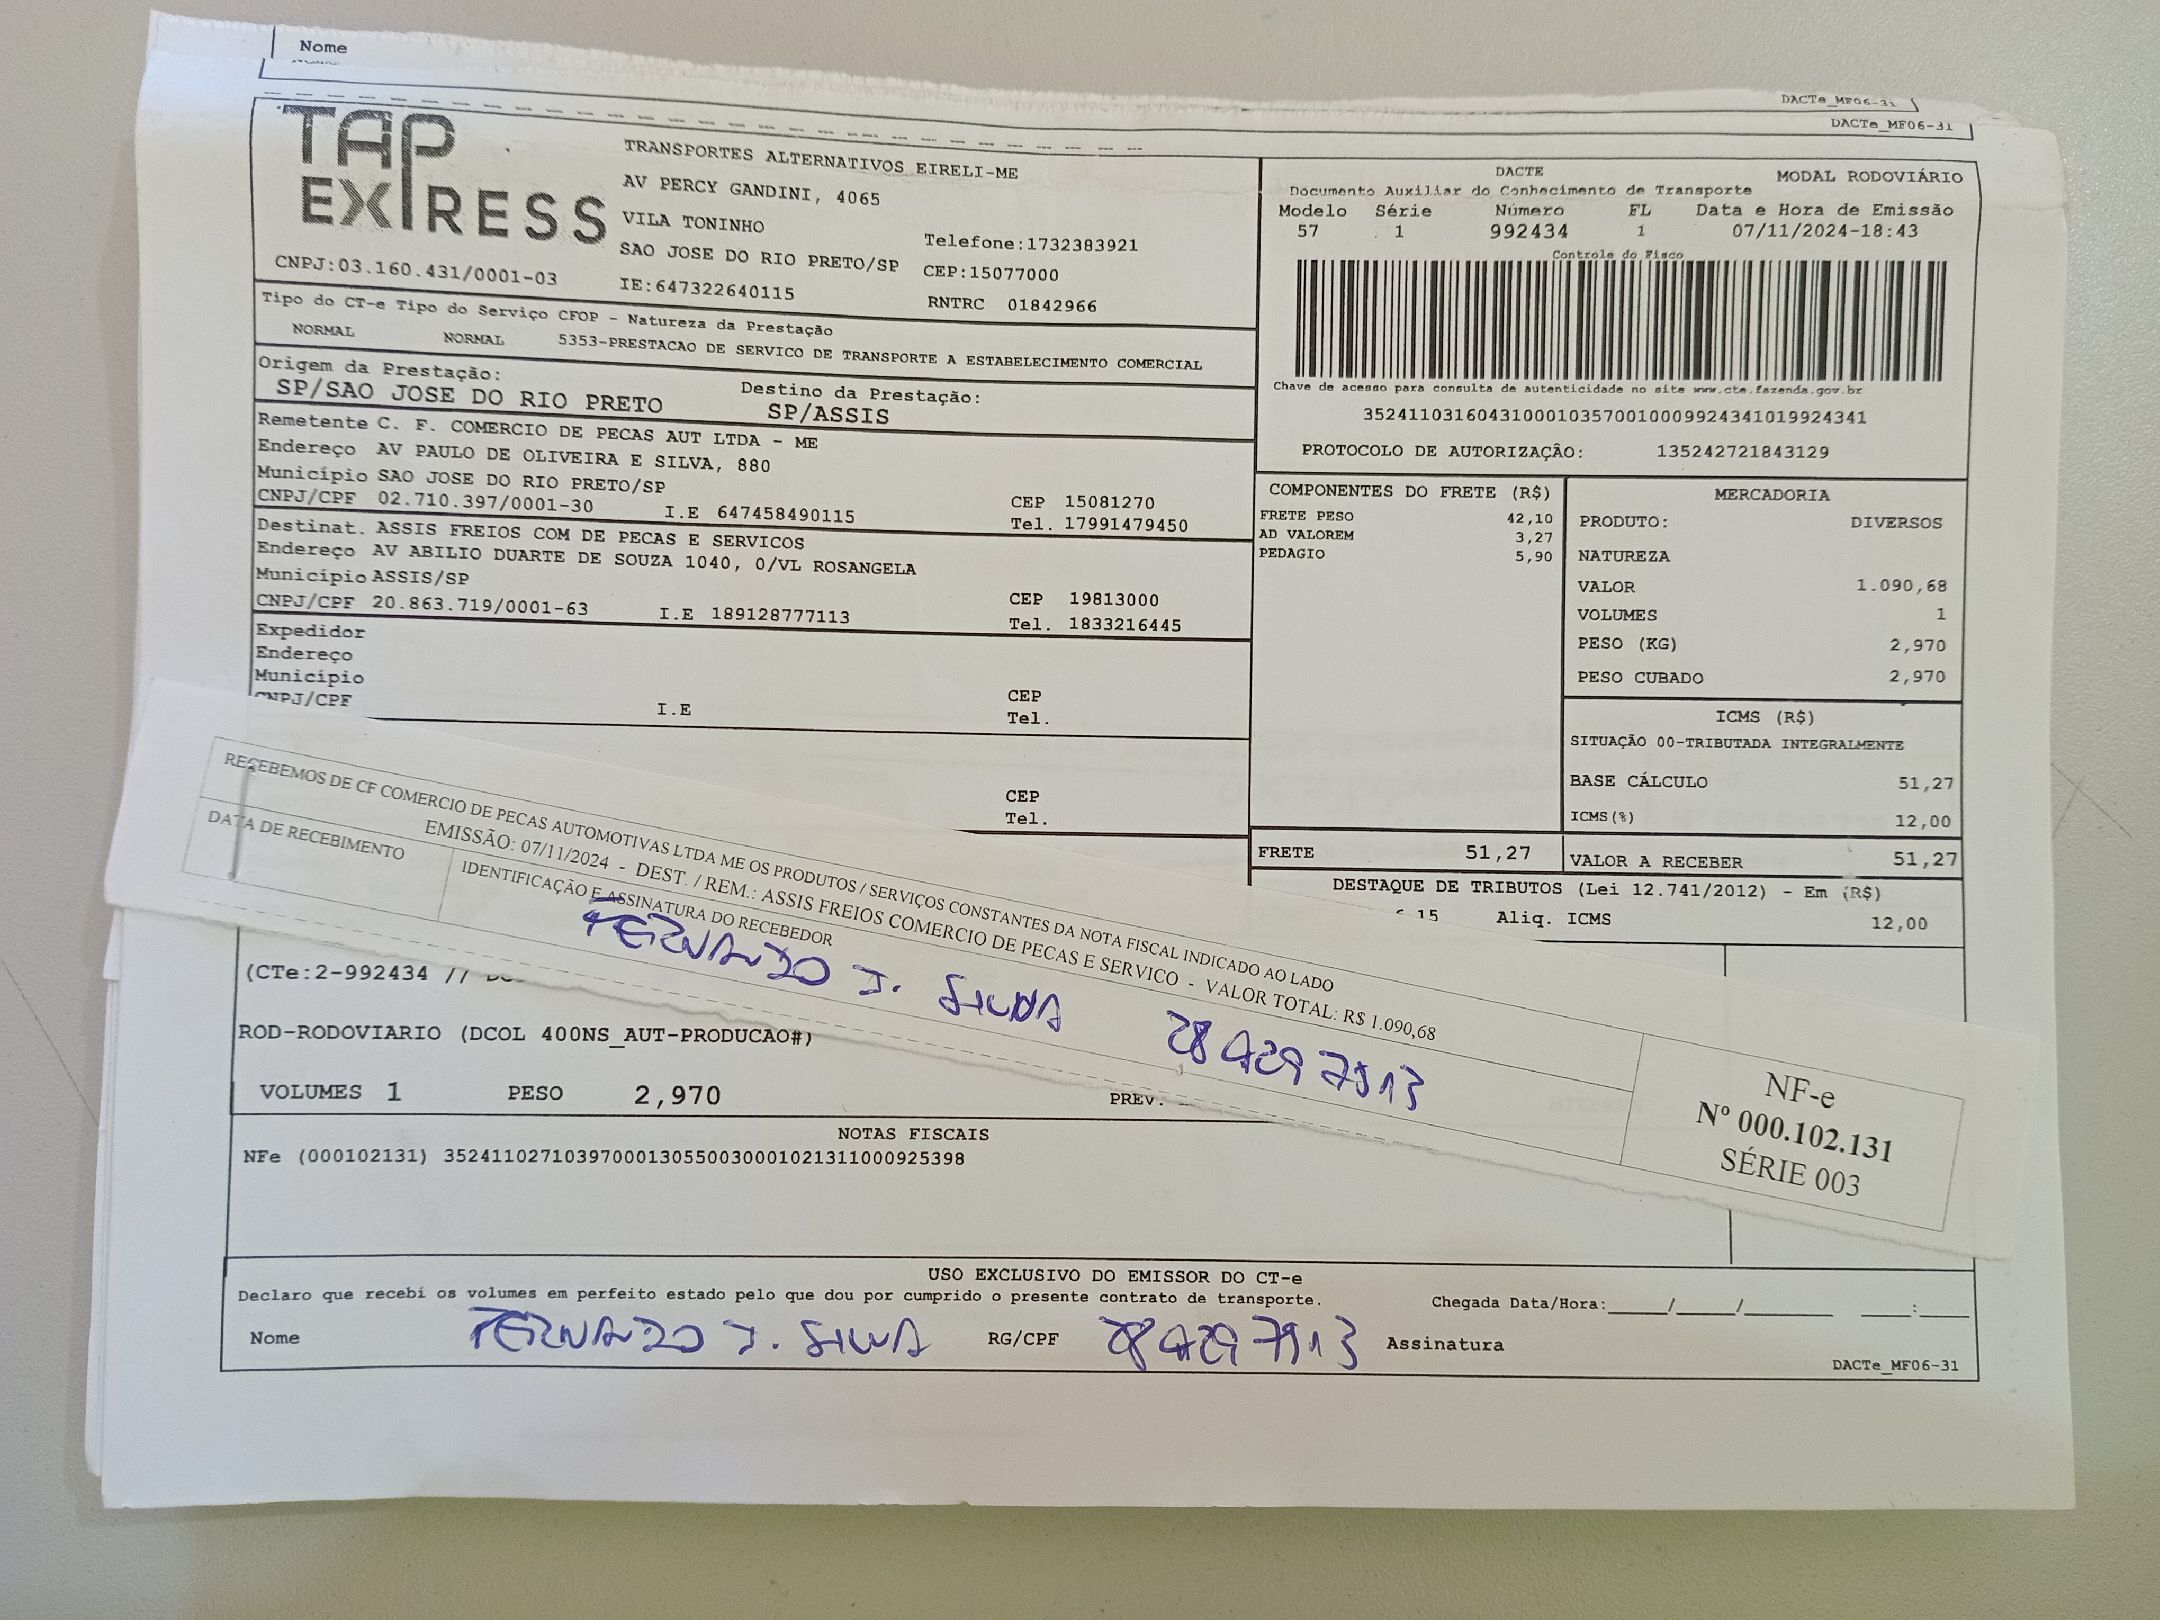 Nome
DACTe_MF06-31
DACTe_MF06-31
TAP EXPRESS
TRANSPORTES ALTERNATIVOS EIRELI-ME
AV PERCY GANDINI, 4065
VILA TONINHO
Telefone:1732383921
SAO JOSE DO RIO PRETO/SP
CEP:15077000
CNPJ:03.160.431/0001-03
IE:647322640115
RNTRC 01842966
DACTE
MODAL RODOVIÁRIO
Documento Auxiliar do Conhecimento de Transporte
Modelo Série Número FL Data e Hora de Emissão
57 1 992434 1 07/11/2024-18:43
Controle do Fisco
Chave de acesso para consulta de autenticidade no site www.cte.fazenda.gov.br
35241103160431000103570010009924341019924341
PROTOCOLO DE AUTORIZAÇÃO: 135242721843129
Tipo do CT-e Tipo do Serviço CFOP - Natureza da Prestação
NORMAL NORMAL 5353-PRESTACAO DE SERVICO DE TRANSPORTE A ESTABELECIMENTO COMERCIAL
Origem da Prestação: Destino da Prestação:
SP/SAO JOSE DO RIO PRETO SP/ASSIS
Remetente C. F. COMERCIO DE PECAS AUT LTDA - ME
Endereço AV PAULO DE OLIVEIRA E SILVA, 880
Município SAO JOSE DO RIO PRETO/SP CEP 15081270
CNPJ/CPF 02.710.397/0001-30 I.E 647458490115 Tel. 17991479450
Destinat. ASSIS FREIOS COM DE PECAS E SERVICOS
Endereço AV ABILIO DUARTE DE SOUZA 1040, 0/VL ROSANGELA
Município ASSIS/SP CEP 19813000
CNPJ/CPF 20.863.719/0001-63 I.E 189128777113 Tel. 1833216445
Expedidor
Endereço
Município CEP
CNPJ/CPF I.E Tel.
CEP
Tel.
COMPONENTES DO FRETE (R$)
FRETE PESO 42,10
AD VALOREM 3,27
PEDAGIO 5,90
MERCADORIA
PRODUTO: DIVERSOS
NATUREZA
VALOR 1.090,68
VOLUMES 1
PESO (KG) 2,970
PESO CUBADO 2,970
ICMS (R$)
SITUAÇÃO 00-TRIBUTADA INTEGRALMENTE
BASE CÁLCULO 51,27
ICMS(%) 12,00
FRETE 51,27 VALOR A RECEBER 51,27
DESTAQUE DE TRIBUTOS (Lei 12.741/2012) - Em (R$)
15 Aliq. ICMS 12,00
RECEBEMOS DE CF COMERCIO DE PECAS AUTOMOTIVAS LTDA ME OS PRODUTOS / SERVIÇOS CONSTANTES DA NOTA FISCAL INDICADO AO LADO
EMISSÃO: 07/11/2024 - DEST. / REM.: ASSIS FREIOS COMERCIO DE PECAS E SERVICO - VALOR TOTAL: R$ 1.090,68
DATA DE RECEBIMENTO
IDENTIFICAÇÃO E ASSINATURA DO RECEBEDOR
FERNANDO J. SILVA 284297913
NF-e
Nº 000.102.131
SÉRIE 003
(CTe:2-992434 //
ROD-RODOVIARIO (DCOL 400NS_AUT-PRODUCAO#)
VOLUMES 1 PESO 2,970 PREV.
NOTAS FISCAIS
NFe (000102131) 35241102710397000130550030001021311000925398
USO EXCLUSIVO DO EMISSOR DO CT-e
Declaro que recebi os volumes em perfeito estado pelo que dou por cumprido o presente contrato de transporte. Chegada Data/Hora:____/____/________ ____:____
Nome FERNANDO J. SILVA RG/CPF 284297913 Assinatura
DACTe_MF06-31